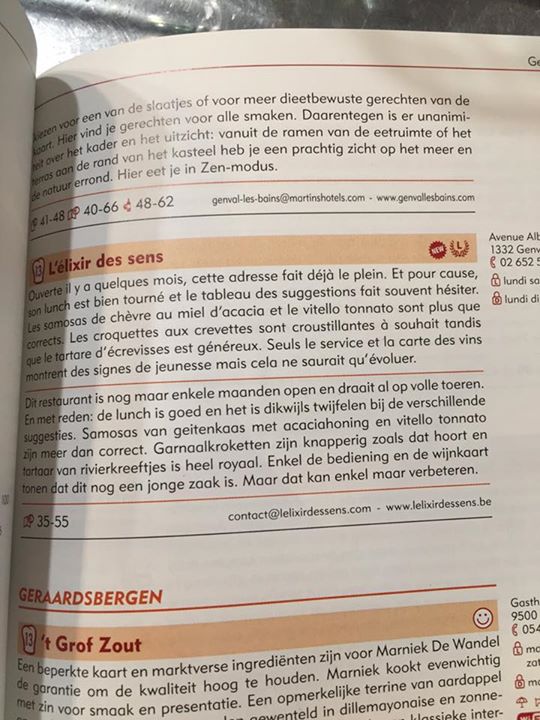 Ge
kiezen voor een van de slaatjes of voor meer dieetbewuste gerechten van de
kaart. Hier vind je gerechten voor alle smaken. Daarentegen is er unanimi-
teit over het kader en het uitzicht: vanuit de ramen van de eetruimte of het
terras aan de rand van het kasteel heb je een prachtig zicht op het meer en
de natuur errond. Hier eet je in Zen-modus.
41-48 40-66 48-62 genval-les-bains@martinshotels.com - www.genvallesbains.com
13 L'élixir des sens NEW L
Ouverte il y a quelques mois, cette adresse fait déjà le plein. Et pour cause,
son lunch est bien tourné et le tableau des suggestions fait souvent hésiter.
Les samosas de chèvre au miel d'acacia et le vitello tonnato sont plus que
corrects. Les croquettes aux crevettes sont croustillantes à souhait tandis
que le tartare d'écrevisses est généreux. Seuls le service et la carte des vins
montrent des signes de jeunesse mais cela ne saurait qu'évoluer.
Dit restaurant is nog maar enkele maanden open en draait al op volle toeren.
En met reden: de lunch is goed en het is dikwijls twijfelen bij de verschillende
suggesties. Samosas van geitenkaas met acaciahoning en vitello tonnato
zijn meer dan correct. Garnaalkroketten zijn knapperig zoals dat hoort en
tartaar van rivierkreeftjes is heel royaal. Enkel de bediening en de wijnkaart
tonen dat dit nog een jonge zaak is. Maar dat kan enkel maar verbeteren.
35-55 contact@lelixirdessens.com - www.lelixirdessens.be
Avenue Alb
1332 Genv
02 652 5
lundi sa
lundi di
100
GERAARDSBERGEN
13 't Grof Zout
Een beperkte kaart en marktverse ingrediënten zijn voor Marniek De Wandel
de garantie om de kwaliteit hoog te houden. Marniek kookt evenwichtig
met zin voor smaak en presentatie. Een opmerkelijke terrine van aardappel
gewenteld in dillemayonaise en zonne-
klassieke inter-
Gasth
9500
054
ma
zat
ma